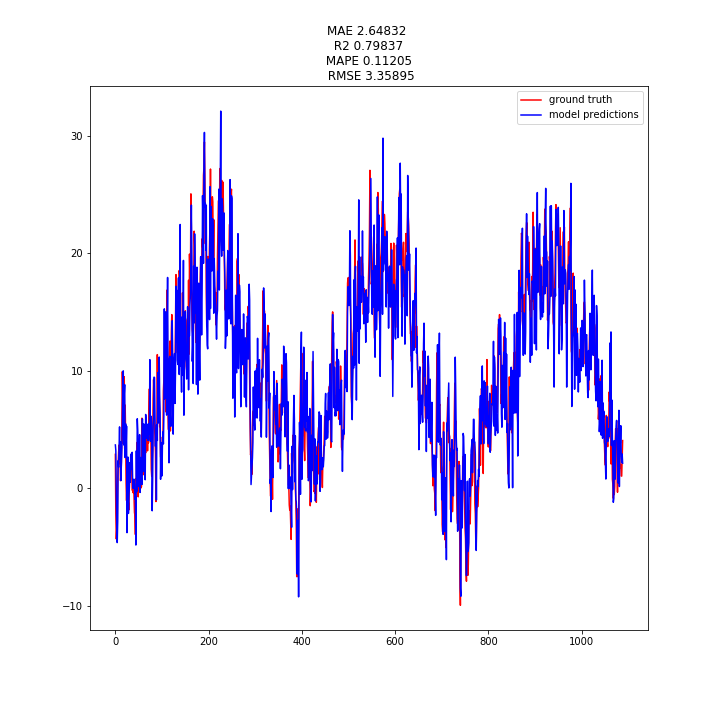 MAE 2.64832
R2 0.79837
MAPE 0.11205
RMSE 3.35895
ground truth
model predictions
30
20
10
0
−10
0 200 400 600 800 1000